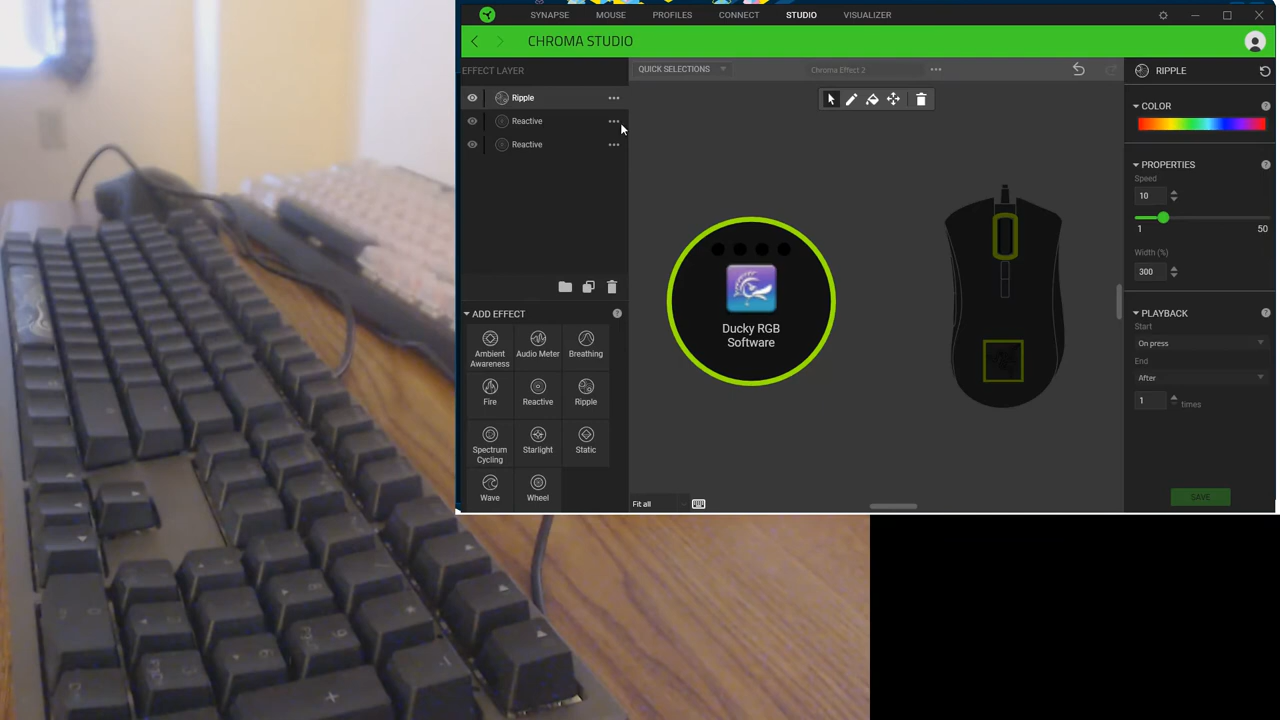 SYNAPSE MOUSE PROFILES CONNECT STUDIO VISUALIZER
CHROMA STUDIO
EFFECT LAYER
Ripple
Reactive
Reactive
ADD EFFECT
Ambient Awareness
Audio Meter
Breathing
Fire
Reactive
Ripple
Spectrum Cycling
Starlight
Static
Wave
Wheel
QUICK SELECTIONS
Chroma Effect 2
Ducky RGB
Software
Fit all
RIPPLE
COLOR
PROPERTIES
Speed
10
1 50
Width (%)
300
PLAYBACK
Start
On press
End
After
1 times
SAVE